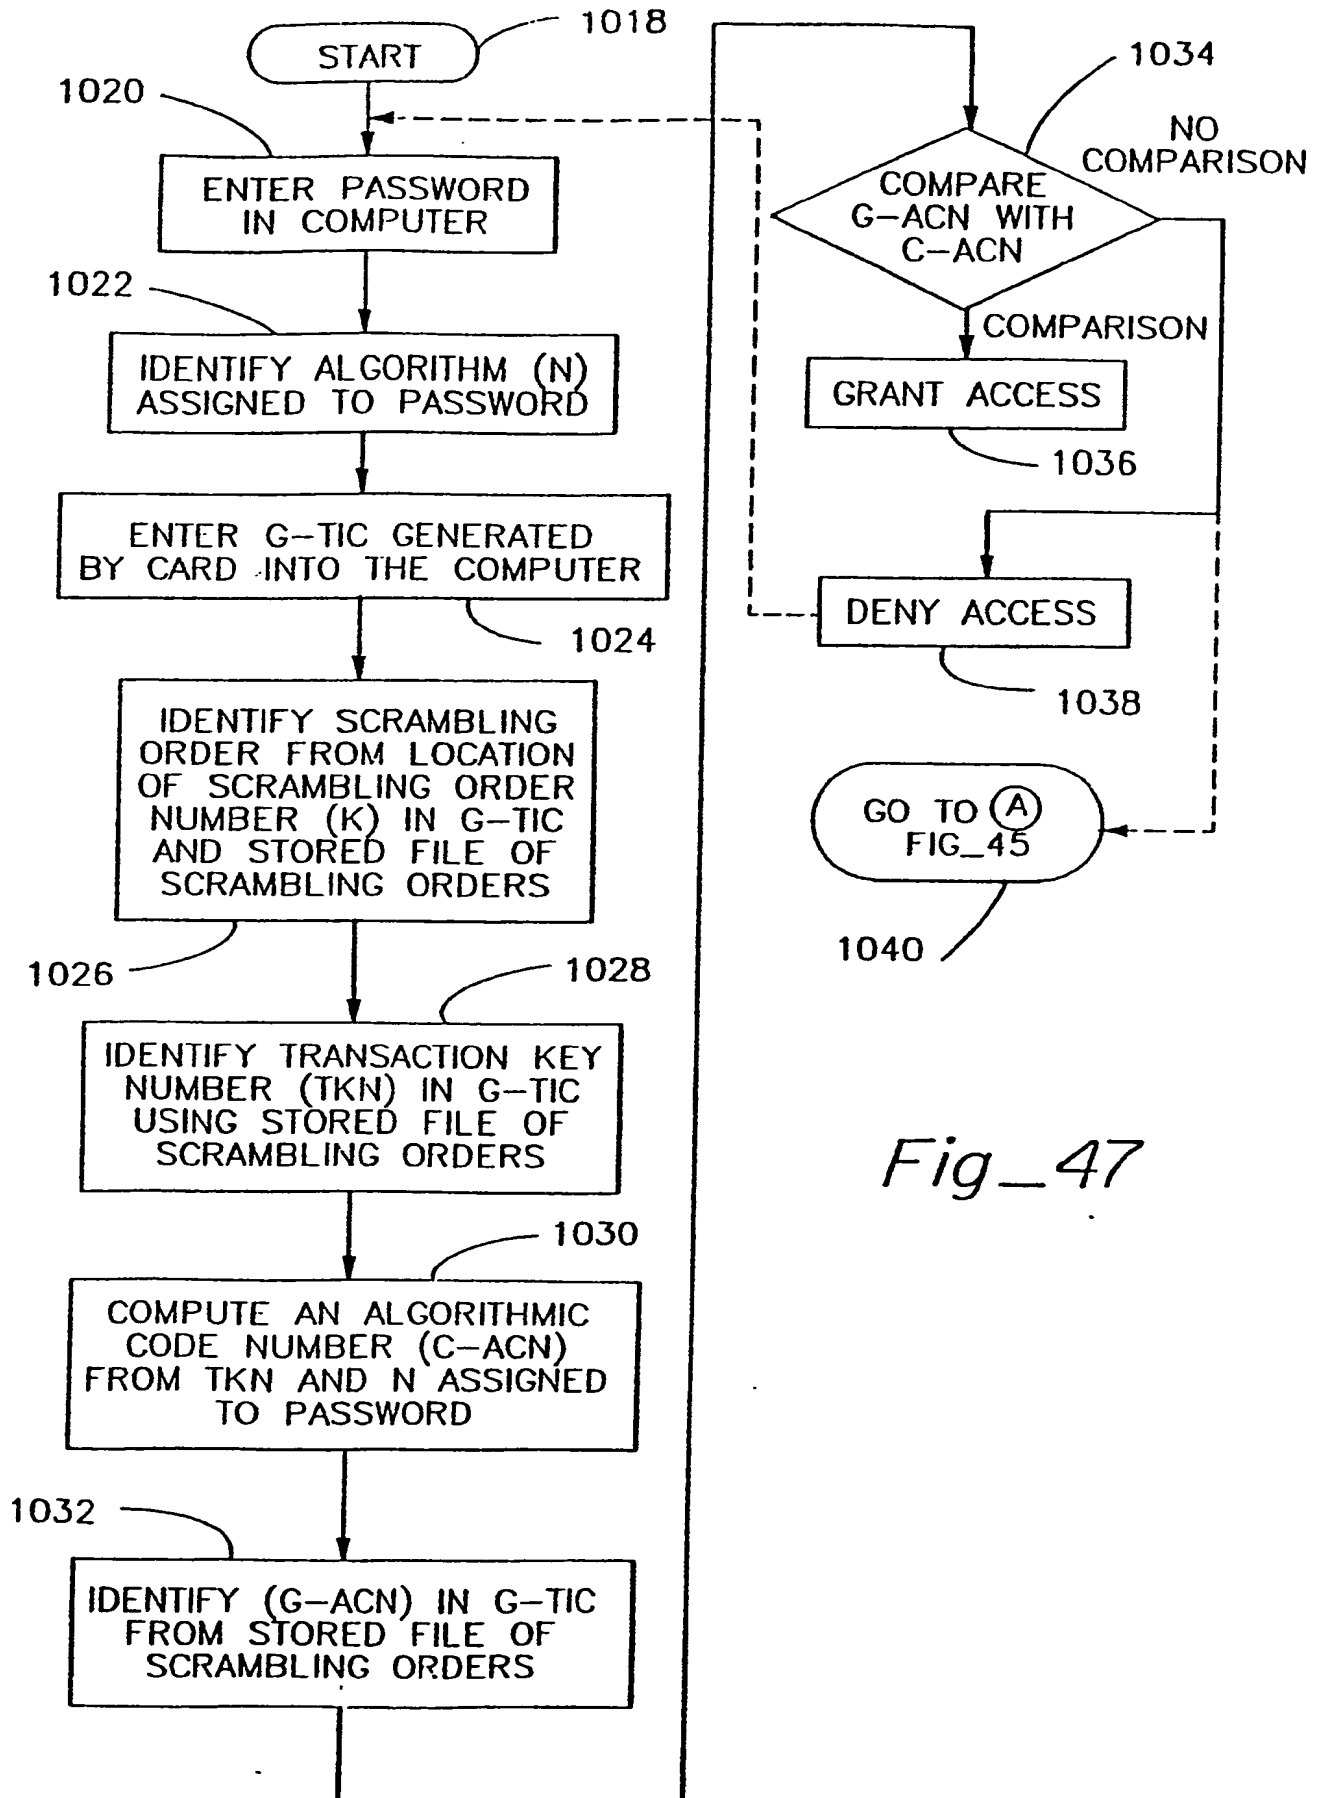 START
1018
1020
ENTER PASSWORD
IN COMPUTER
1022
IDENTIFY ALGORITHM (N)
ASSIGNED TO PASSWORD
ENTER G-TIC GENERATED
BY CARD INTO THE COMPUTER
1024
IDENTIFY SCRAMBLING
ORDER FROM LOCATION
OF SCRAMBLING ORDER
NUMBER (K) IN G-TIC
AND STORED FILE OF
SCRAMBLING ORDERS
1026
1028
IDENTIFY TRANSACTION KEY
NUMBER (TKN) IN G-TIC
USING STORED FILE OF
SCRAMBLING ORDERS
1030
COMPUTE AN ALGORITHMIC
CODE NUMBER (C-ACN)
FROM TKN AND N ASSIGNED
TO PASSWORD
1032
IDENTIFY (G-ACN) IN G-TIC
FROM STORED FILE OF
SCRAMBLING ORDERS
1034
NO
COMPARISON
COMPARE
G-ACN WITH
C-ACN
COMPARISON
GRANT ACCESS
1036
DENY ACCESS
1038
GO TO A
FIG_45
1040
Fig_47